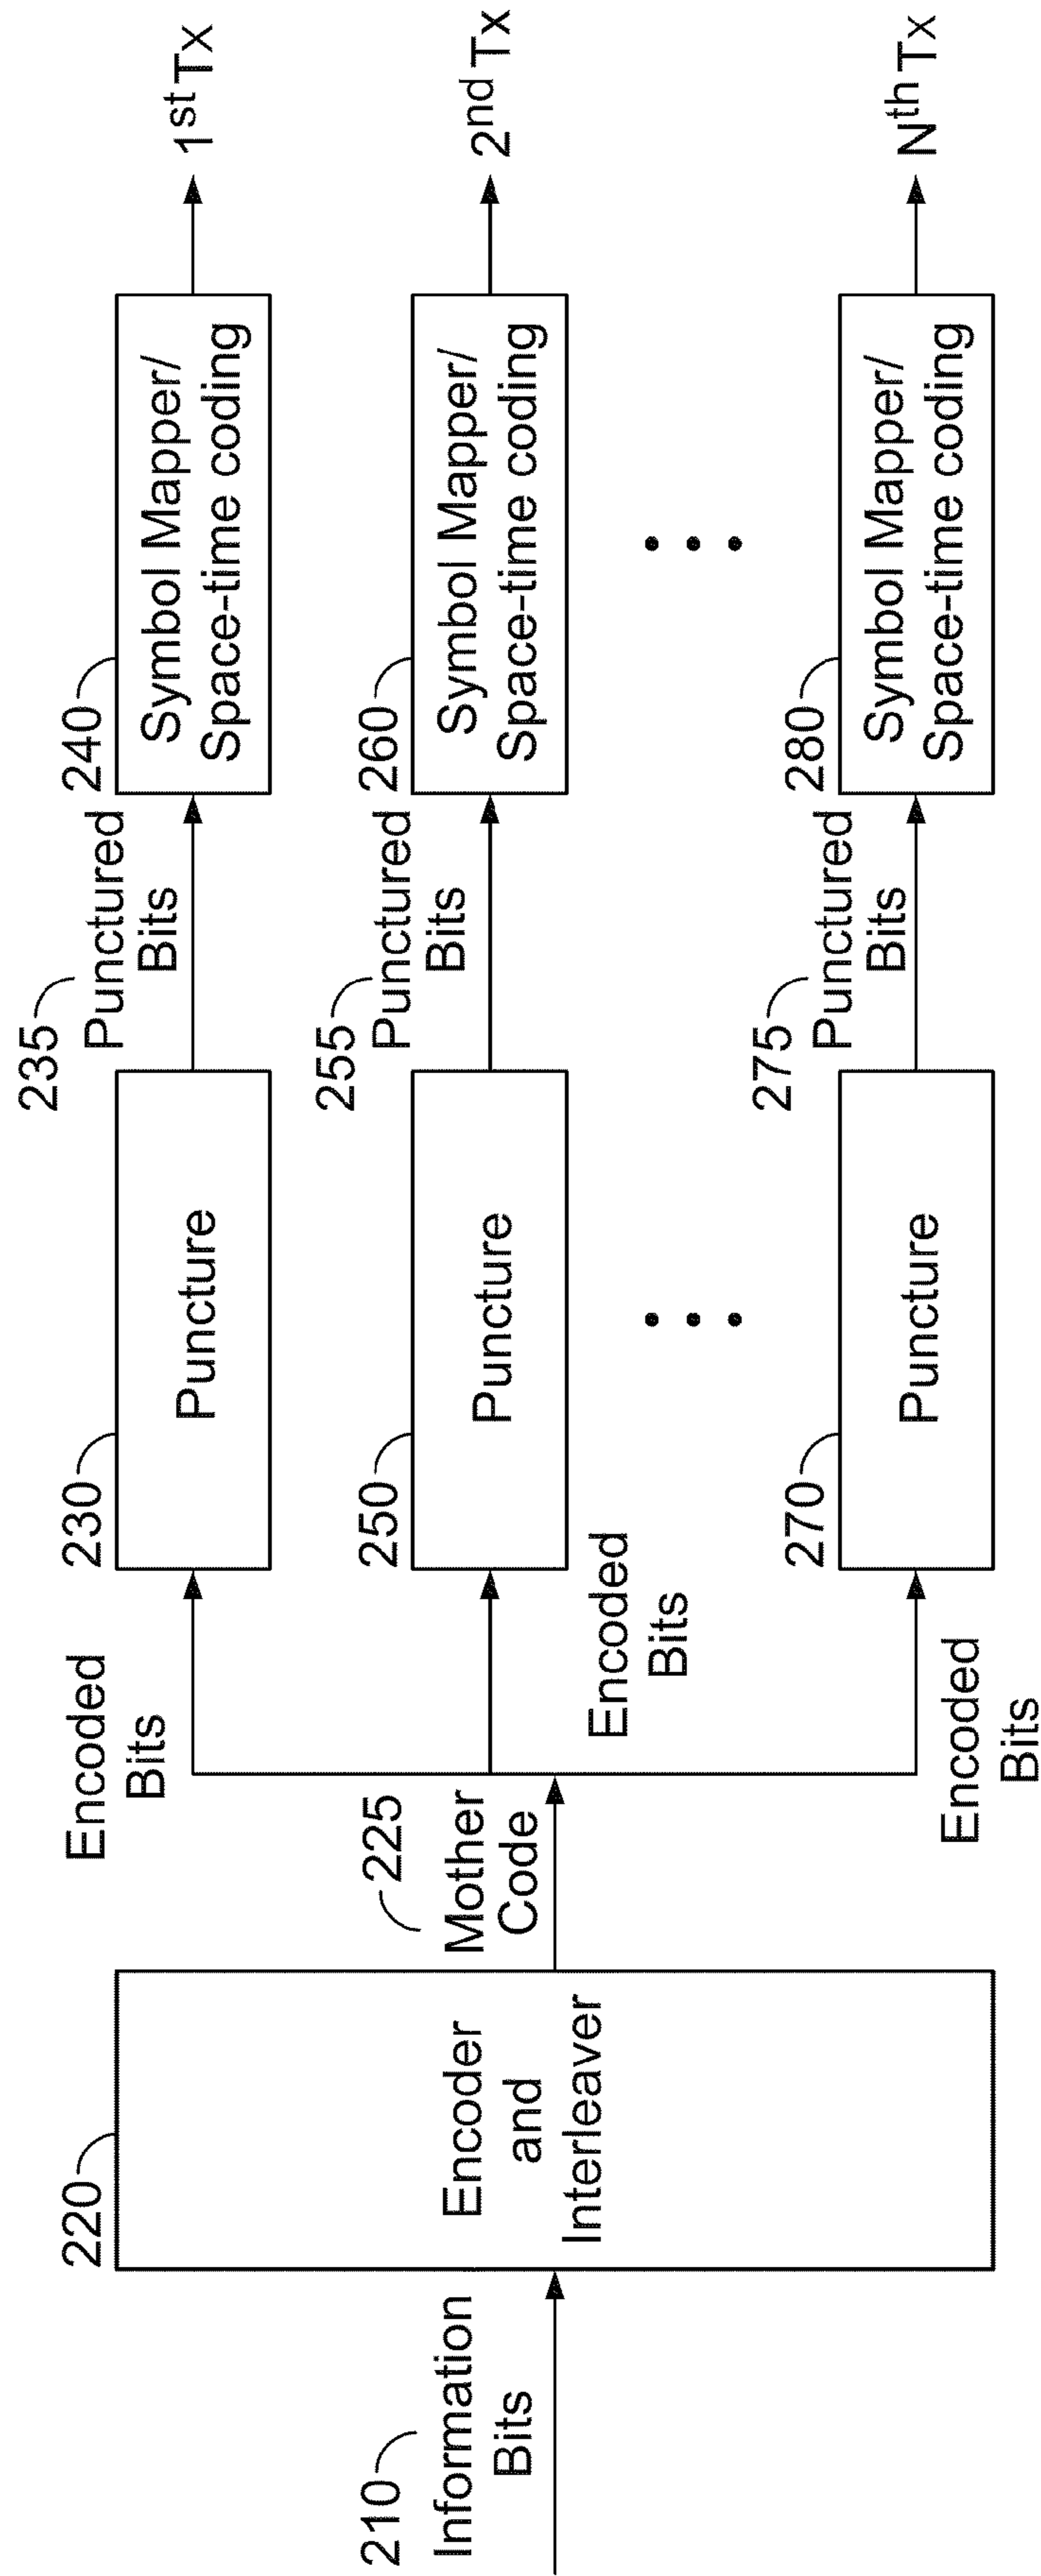 210
Information
Bits
220
Encoder
and
Interleaver
225
Mother
Code
Encoded
Bits
230
Puncture
235
Punctured
Bits
240
Symbol Mapper/
Space-time coding
1st Tx
Encoded
Bits
250
Puncture
255
Punctured
Bits
260
Symbol Mapper/
Space-time coding
2nd Tx
Encoded
Bits
270
Puncture
275
Punctured
Bits
280
Symbol Mapper/
Space-time coding
Nth Tx